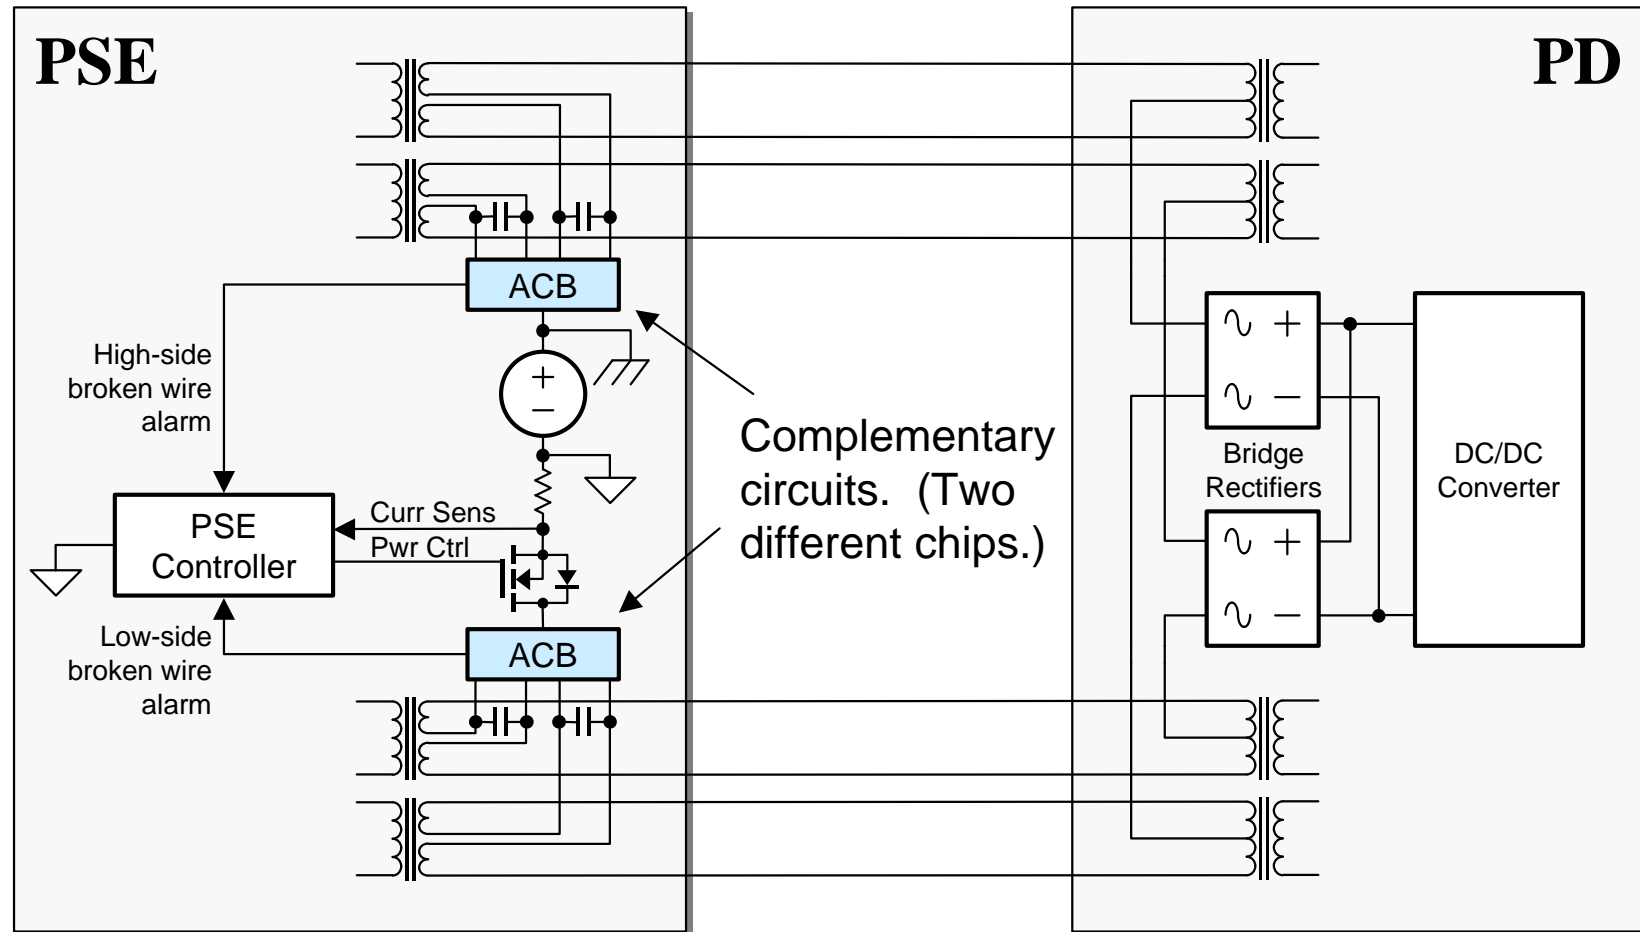 PSE
PD
ACB
High-side
broken wire
alarm
+
−
Complementary
circuits.  (Two
different chips.)
+
−
Bridge
Rectifiers
DC/DC
Converter
PSE
Controller
Curr Sens
Pwr Ctrl
+
−
Low-side
broken wire
alarm
ACB